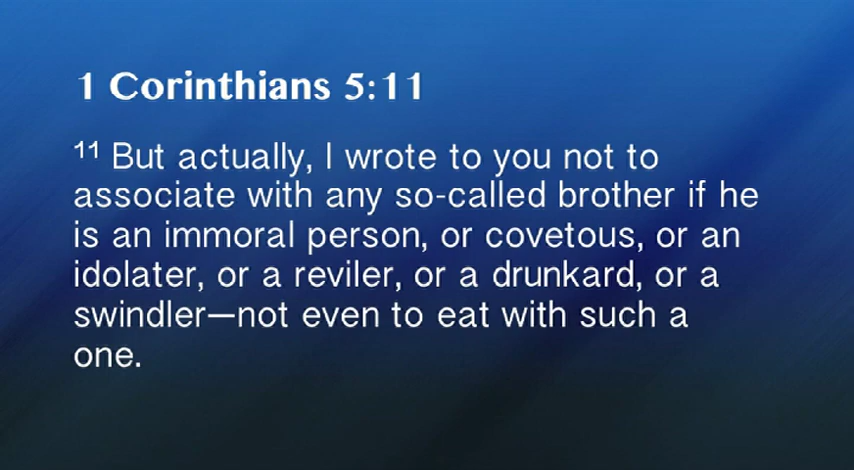 1 Corinthians 5:11
¹¹ But actually, I wrote to you not to
associate with any so-called brother if he
is an immoral person, or covetous, or an
idolater, or a reviler, or a drunkard, or a
swindler—not even to eat with such a
one.